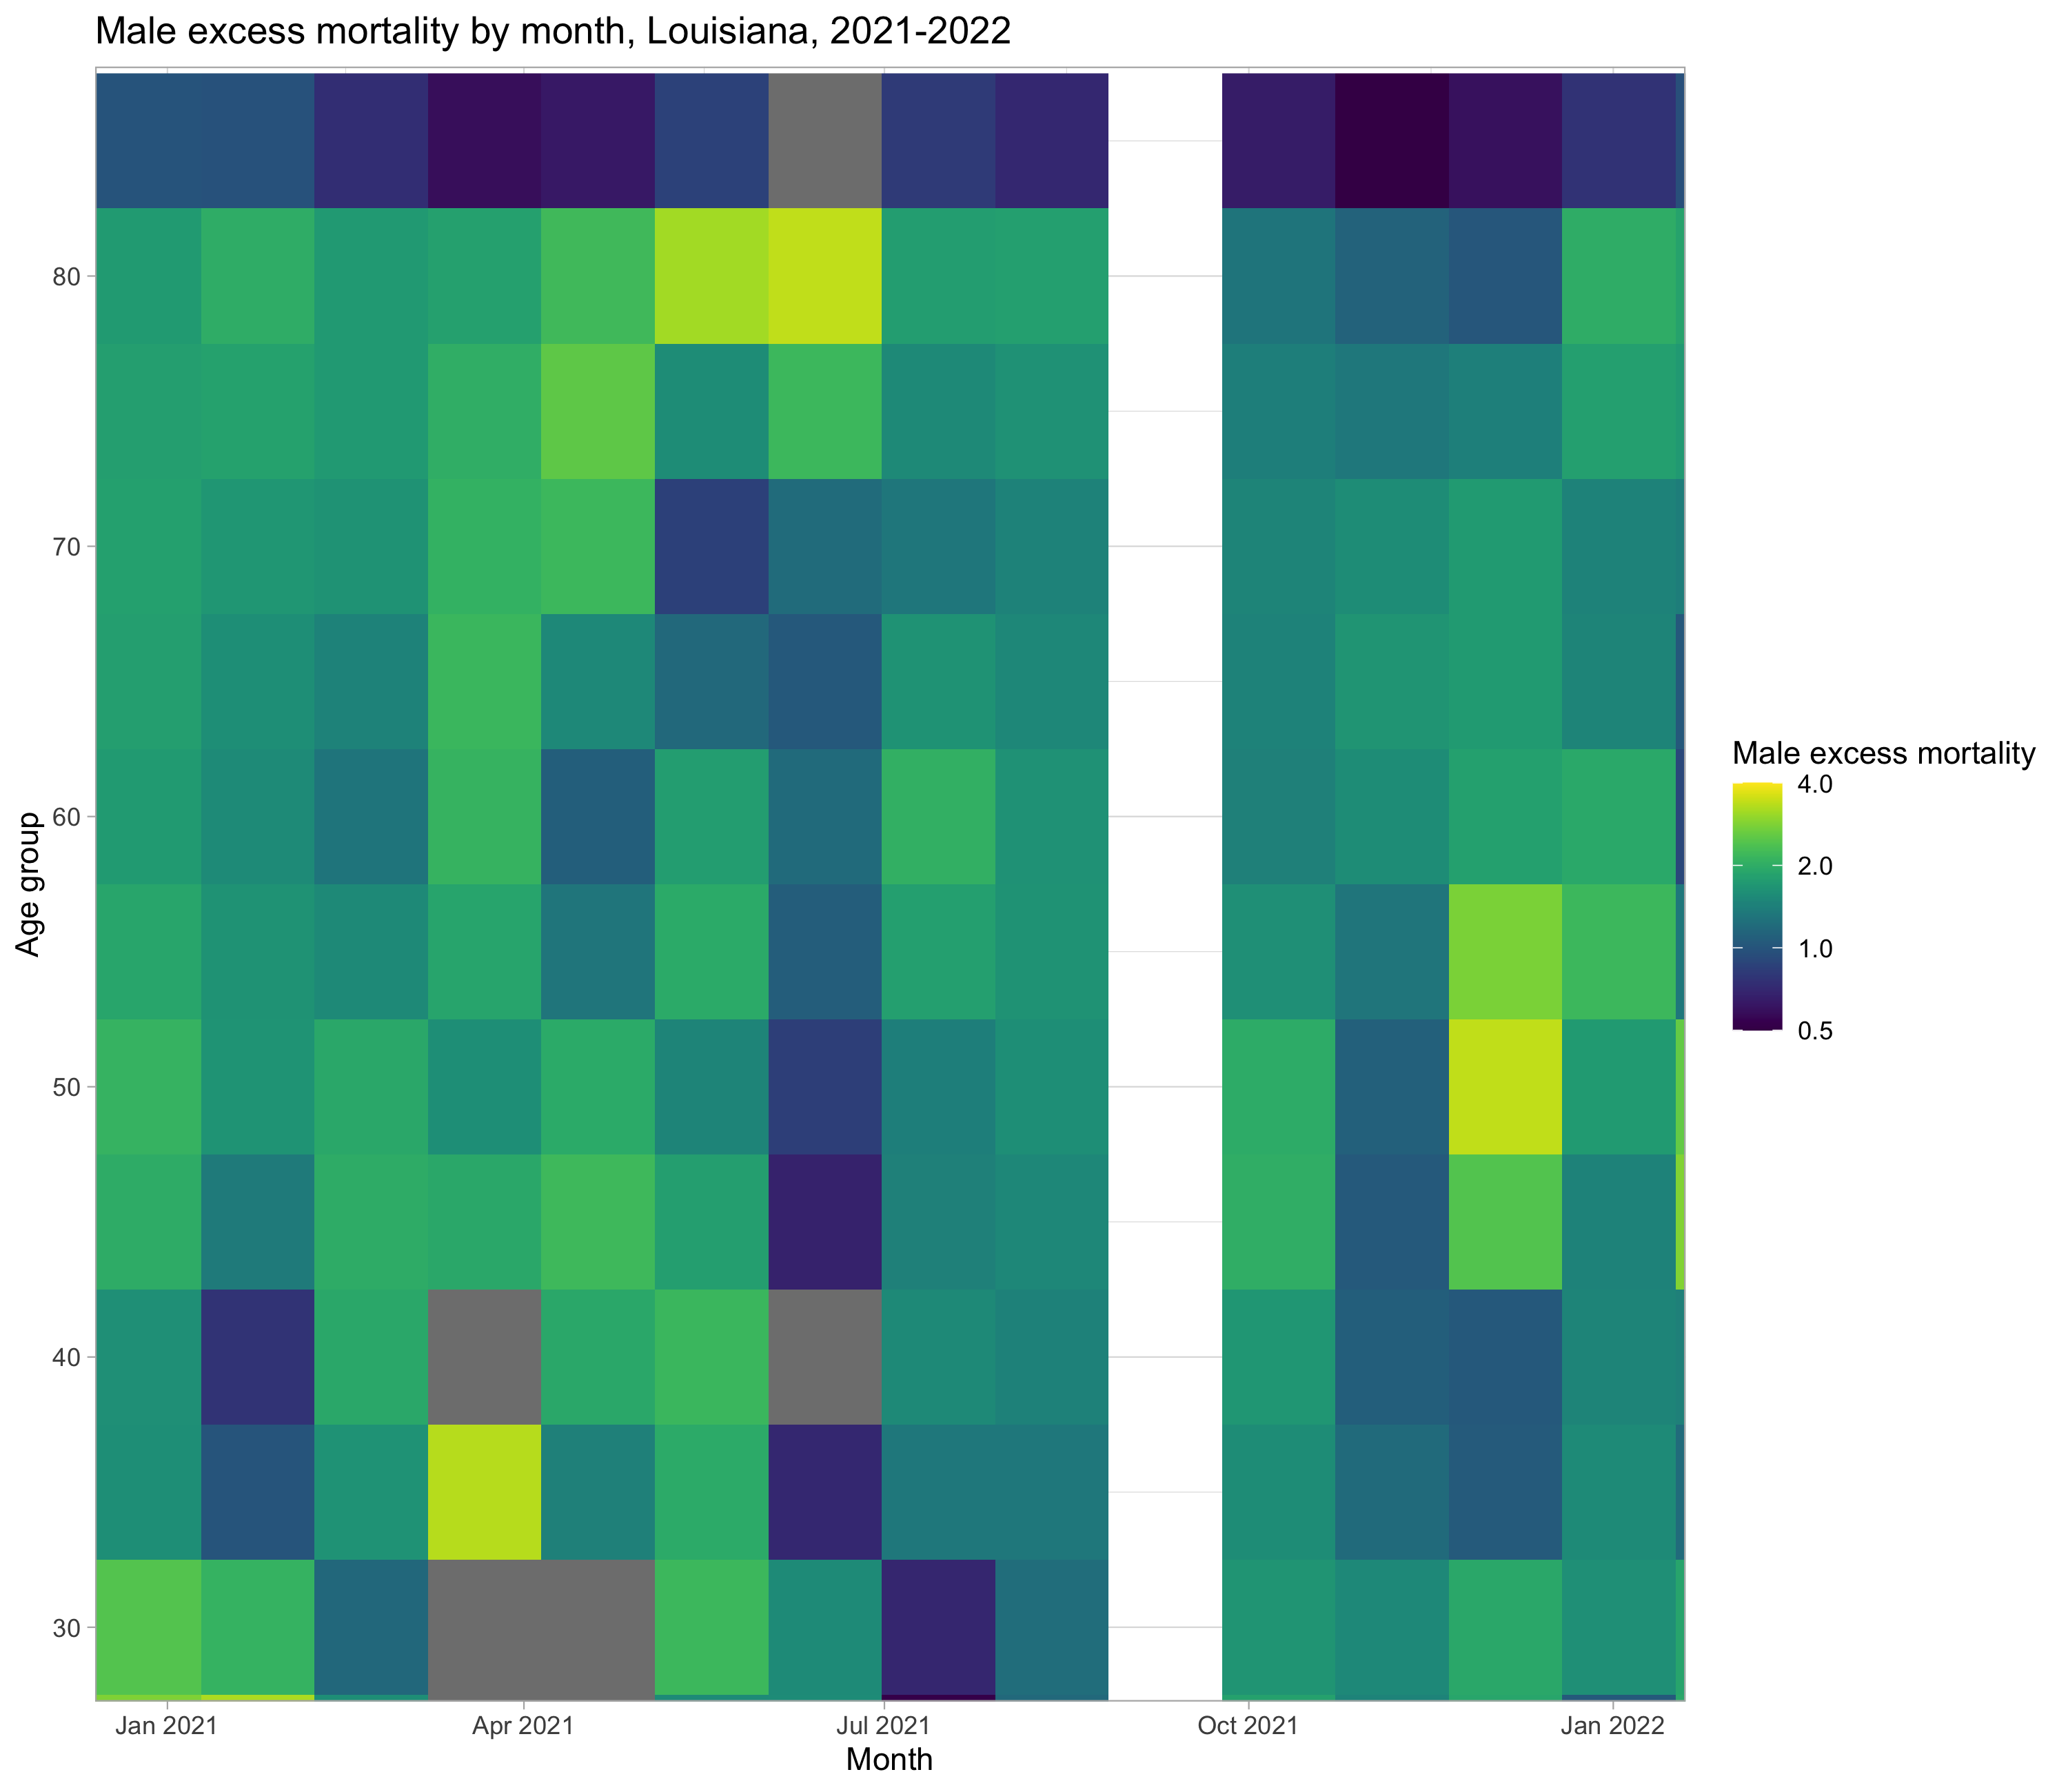 Male excess mortality by month, Louisiana, 2021-2022
80
70
60
50
40
30
Age group
Jan 2021
Apr 2021
Jul 2021
Oct 2021
Jan 2022
Month
Male excess mortality
4.0
2.0
1.0
0.5